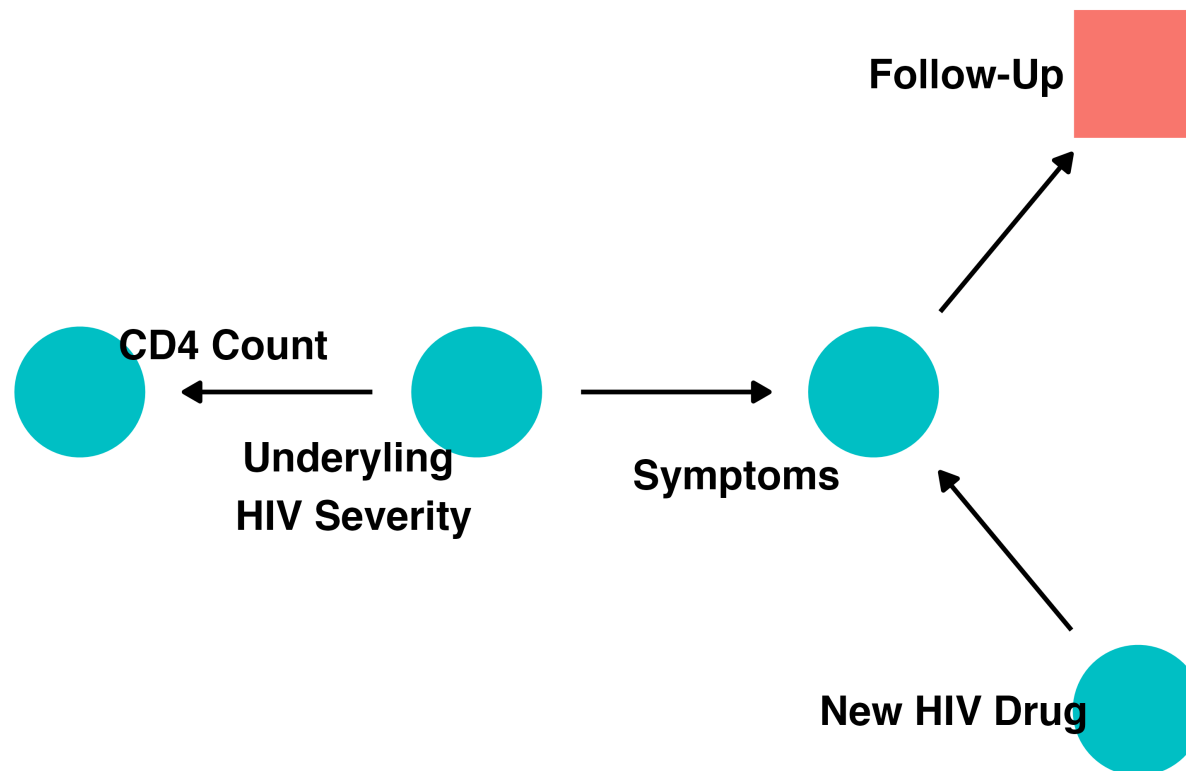 Follow-Up
CD4 Count
Underyling
HIV Severity
Symptoms
New HIV Drug